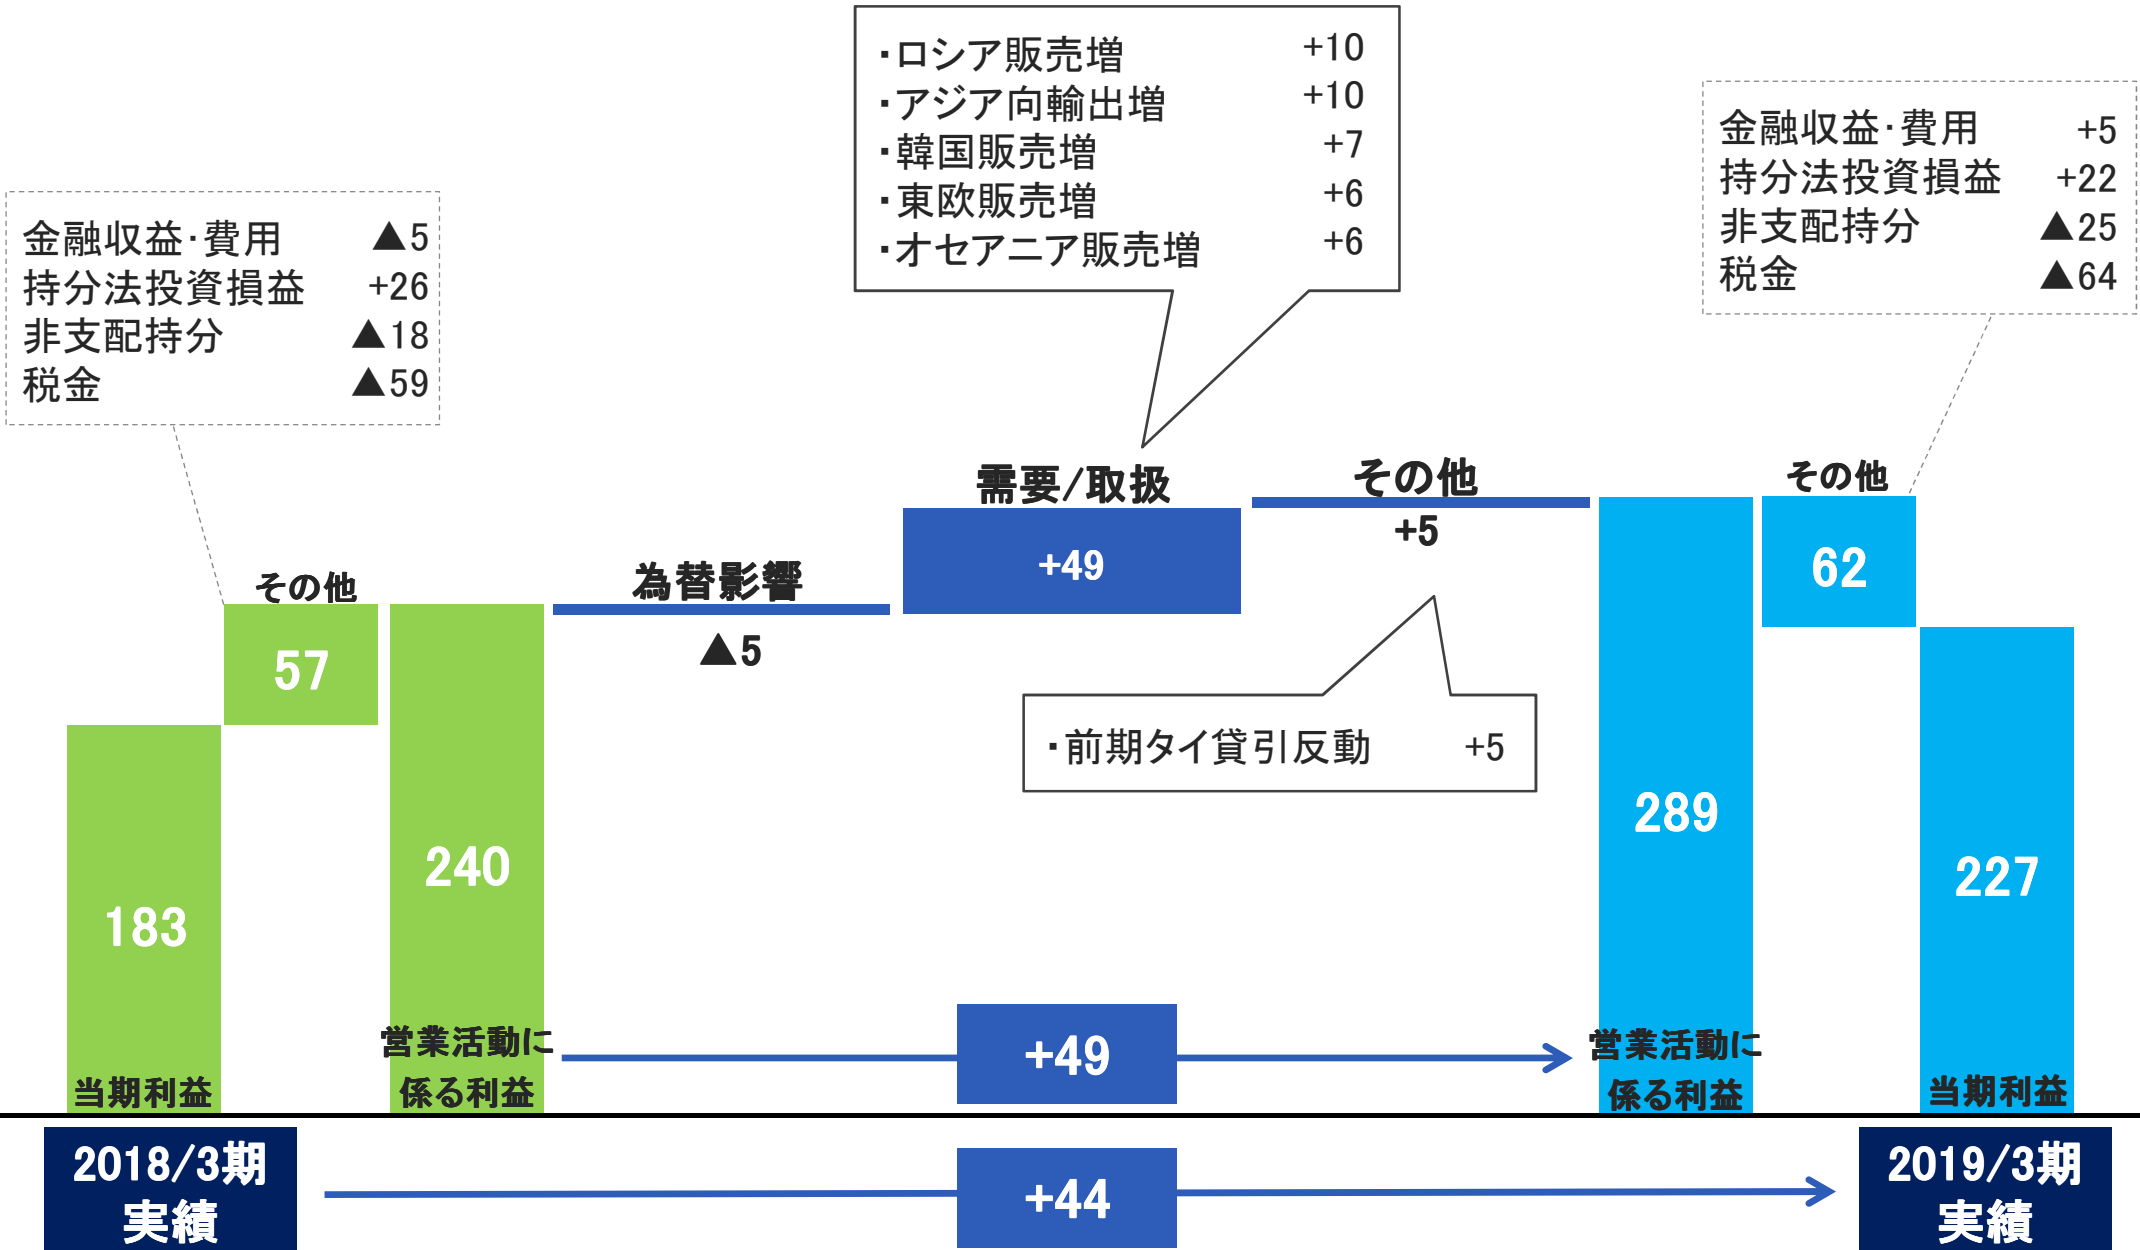 ・ロシア販売増 +10
・アジア向輸出増 +10
・韓国販売増 +7
・東欧販売増 +6
・オセアニア販売増 +6
金融収益･費用 +5
持分法投資損益 +22
非支配持分 ▲25
税金 ▲64
金融収益･費用 ▲5
持分法投資損益 +26
非支配持分 ▲18
税金 ▲59
その他
57
183
当期利益
240
営業活動に
係る利益
為替影響
▲5
需要/取扱
+49
その他
+5
・前期タイ貸引反動 +5
289
営業活動に
係る利益
その他
62
227
当期利益
+49
2018/3期
実績
+44
2019/3期
実績